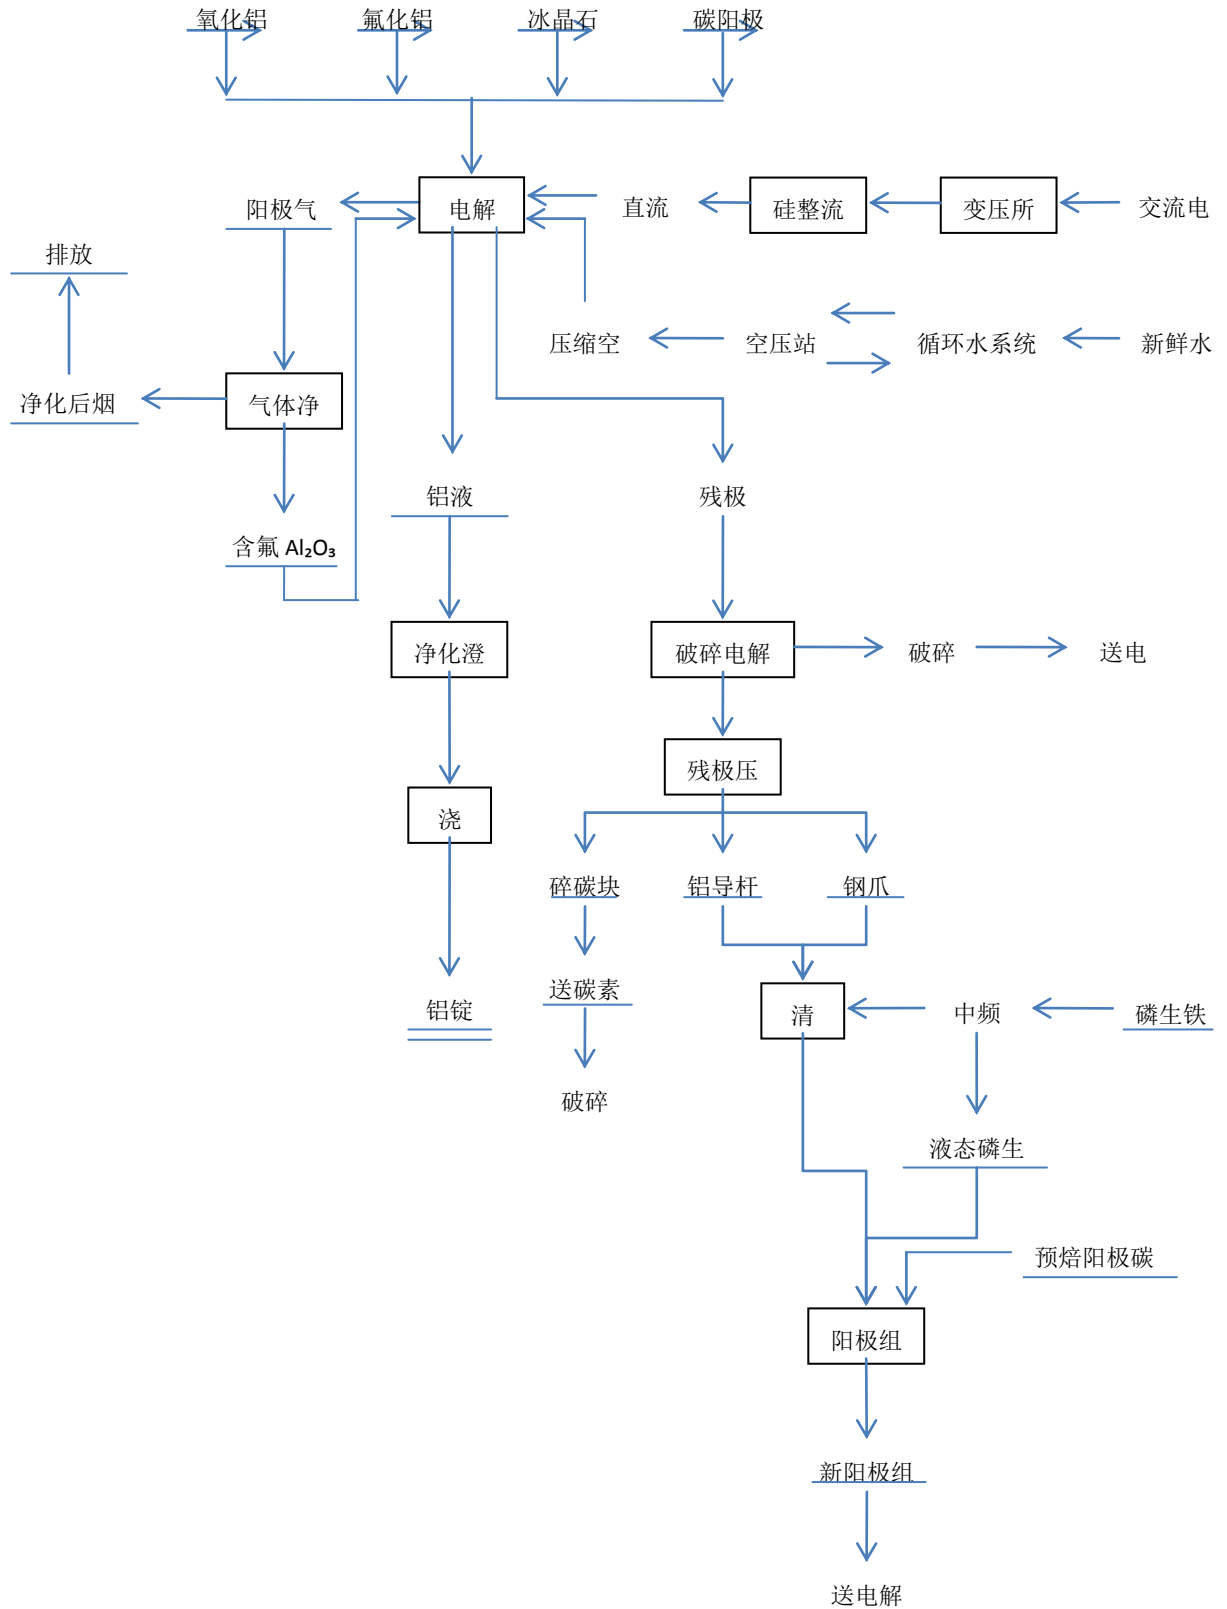 氧化铝
氟化铝
冰晶石
碳阳极
阳极气
电解
直流
硅整流
变压所
交流电
排放
压缩空
空压站
循环水系统
新鲜水
净化后烟
气体净
铝液
残极
含氟 Al₂O₃
净化澄
破碎电解
破碎
送电
残极压
浇
碎碳块
铝导杆
钢爪
送碳素
铝锭
清
中频
磷生铁
破碎
液态磷生
预焙阳极碳
阳极组
新阳极组
送电解